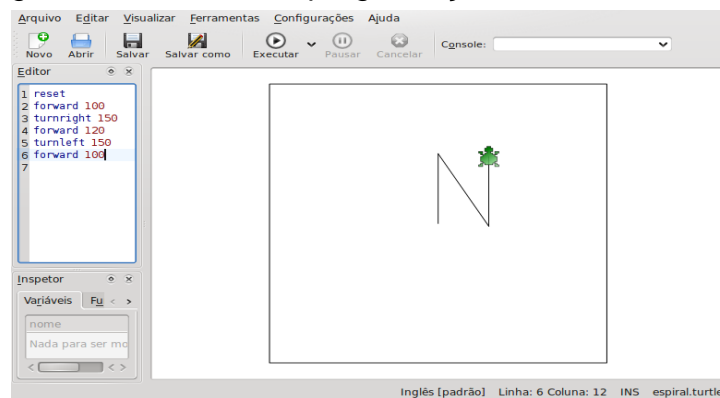 Arquivo Editar Visualizar Ferramentas Configurações Ajuda
Novo Abrir Salvar Salvar como Executar Pausar Cancelar Console:
Editor
1 reset
2 forward 100
3 turnright 150
4 forward 120
5 turnleft 150
6 forward 100
7
Inspetor
Variáveis Fu
nome
Nada para ser mo
Inglês [padrão] Linha: 6 Coluna: 12 INS espiral.turtle